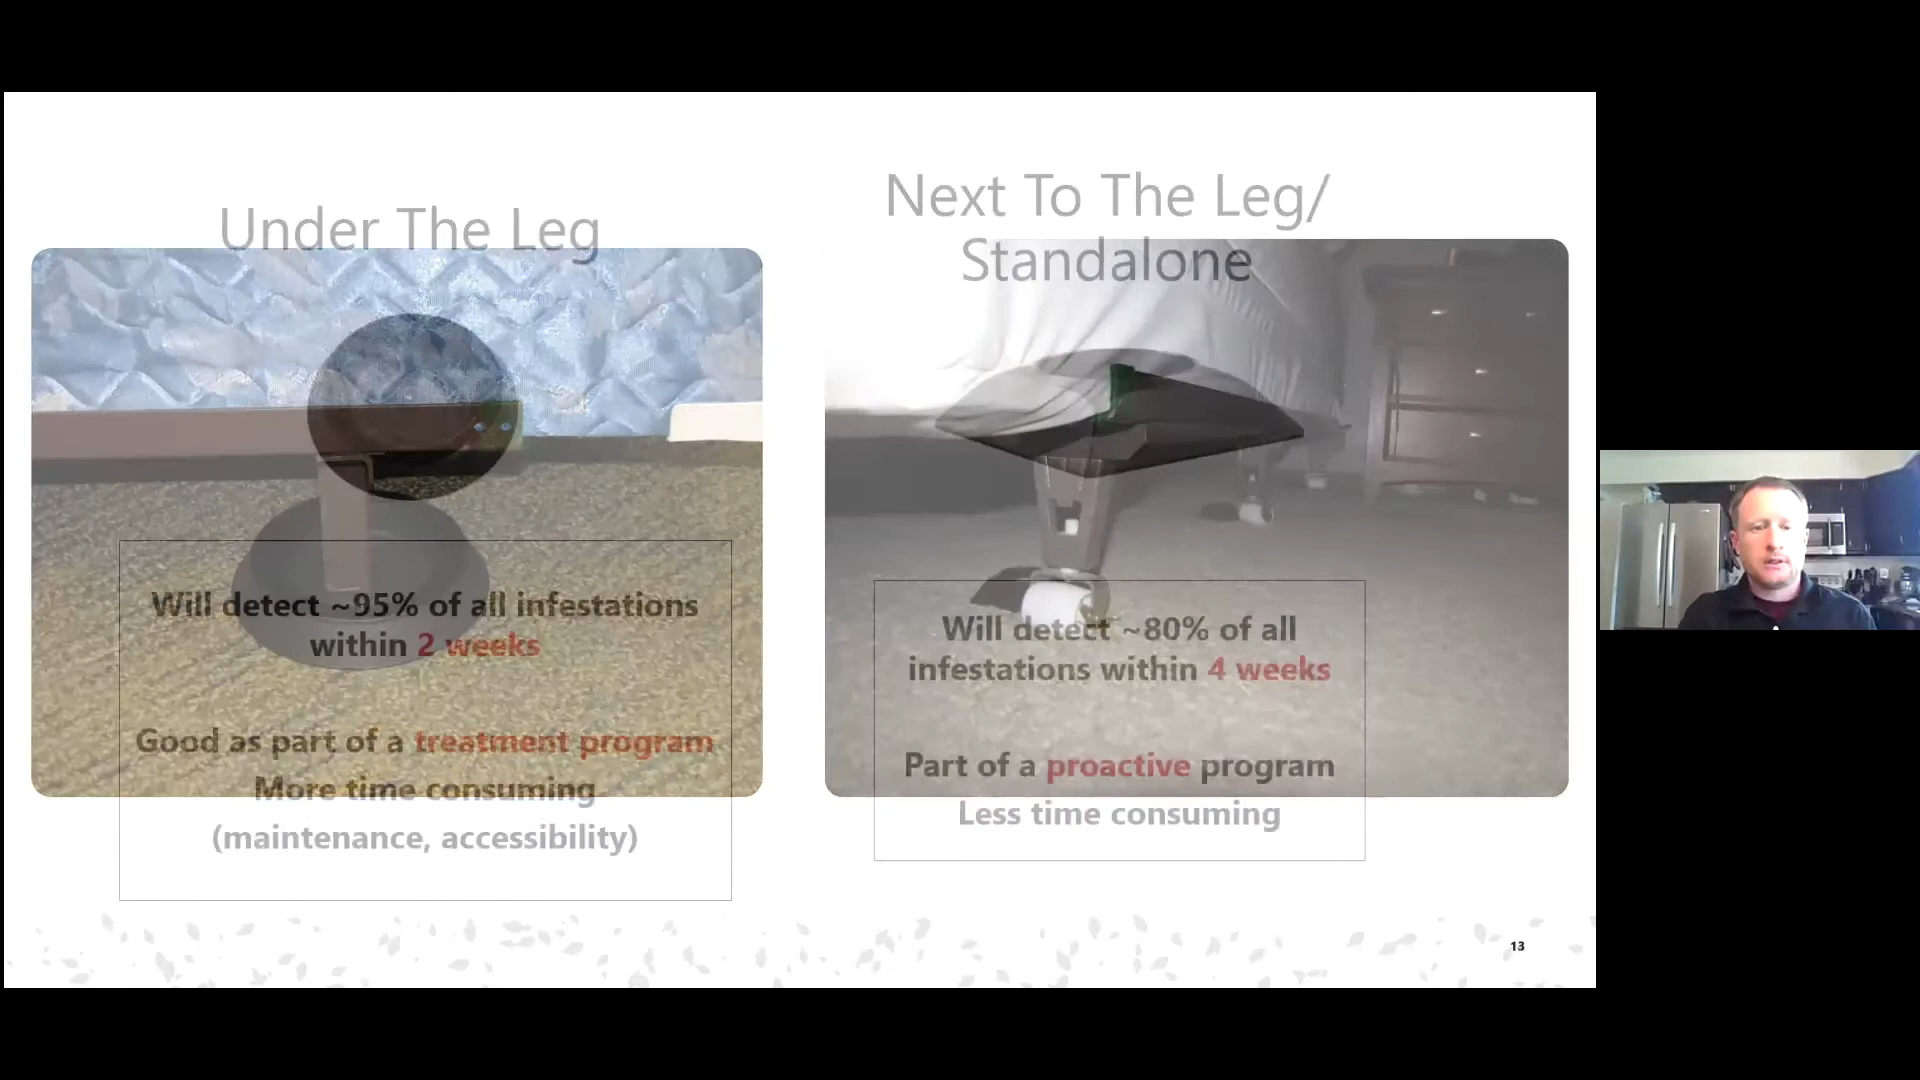 Under The Leg
Will detect ~95% of all infestations
within 2 weeks
Good as part of a treatment program
More time consuming
(maintenance, accessibility)
Next To The Leg/
Standalone
Will detect ~80% of all
infestations within 4 weeks
Part of a proactive program
Less time consuming
13